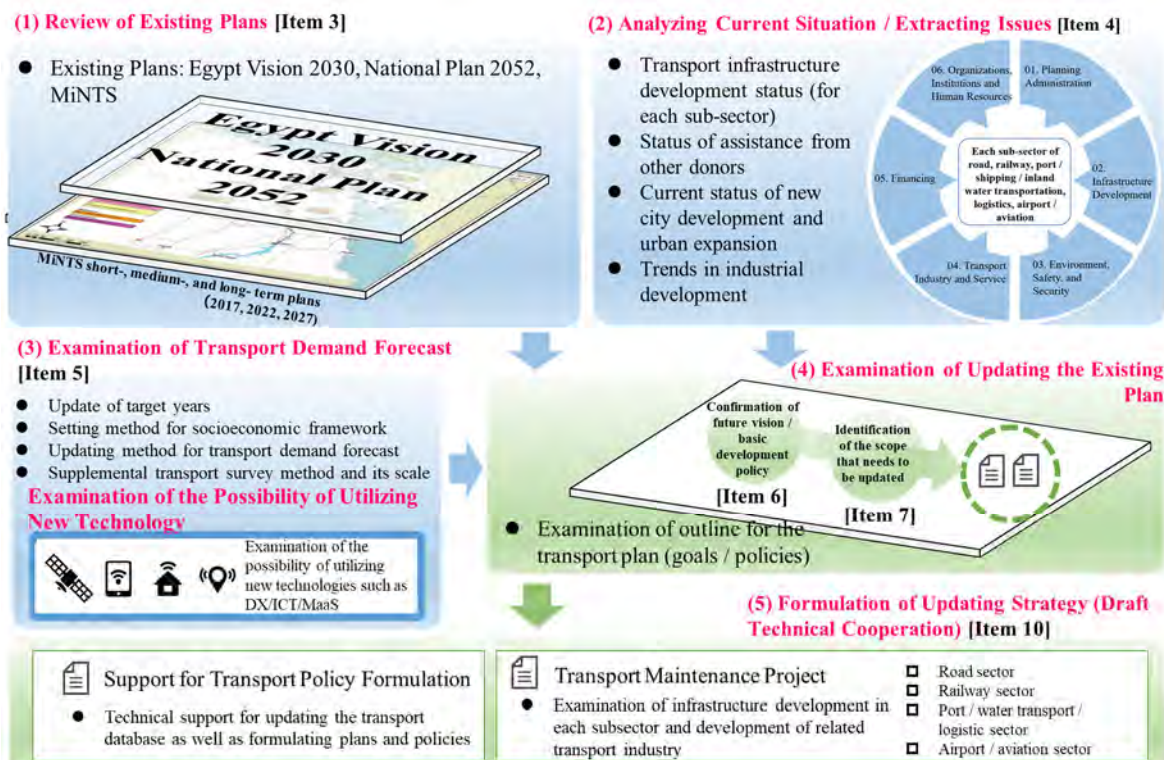 (1) Review of Existing Plans [Item 3]
● Existing Plans: Egypt Vision 2030, National Plan 2052,
MiNTS
Egypt Vision
2030
National Plan
2052
MiNTS short-, medium-, and long- term plans
(2017, 2022, 2027)
(2) Analyzing Current Situation / Extracting Issues [Item 4]
● Transport infrastructure
development status (for
each sub-sector)
● Status of assistance from
other donors
● Current status of new
city development and
urban expansion
● Trends in industrial
development
06. Organizations,
Institutions and
Human Resources
01. Planning
Administration
05. Financing
Each sub-sector of
road, railway, port /
shipping / inland
water transportation,
logistics, airport /
aviation
02.
Infrastructure
Development
04. Transport
Industry and Service
03. Environment,
Safety, and
Security
(3) Examination of Transport Demand Forecast
[Item 5]
● Update of target years
● Setting method for socioeconomic framework
● Updating method for transport demand forecast
● Supplemental transport survey method and its scale
Examination of the Possibility of Utilizing
New Technology
Examination of the
possibility of utilizing
new technologies such as
DX/ICT/MaaS
(4) Examination of Updating the Existing
Plan
Confirmation of
future vision /
basic
development
policy
[Item 6]
Identification
of the scope
that needs to
be updated
[Item 7]
● Examination of outline for the
transport plan (goals / policies)
(5) Formulation of Updating Strategy (Draft
Technical Cooperation) [Item 10]
Support for Transport Policy Formulation
● Technical support for updating the transport
database as well as formulating plans and policies
Transport Maintenance Project
● Examination of infrastructure development in
each subsector and development of related
transport industry
□ Road sector
□ Railway sector
□ Port / water transport /
logistic sector
□ Airport / aviation sector